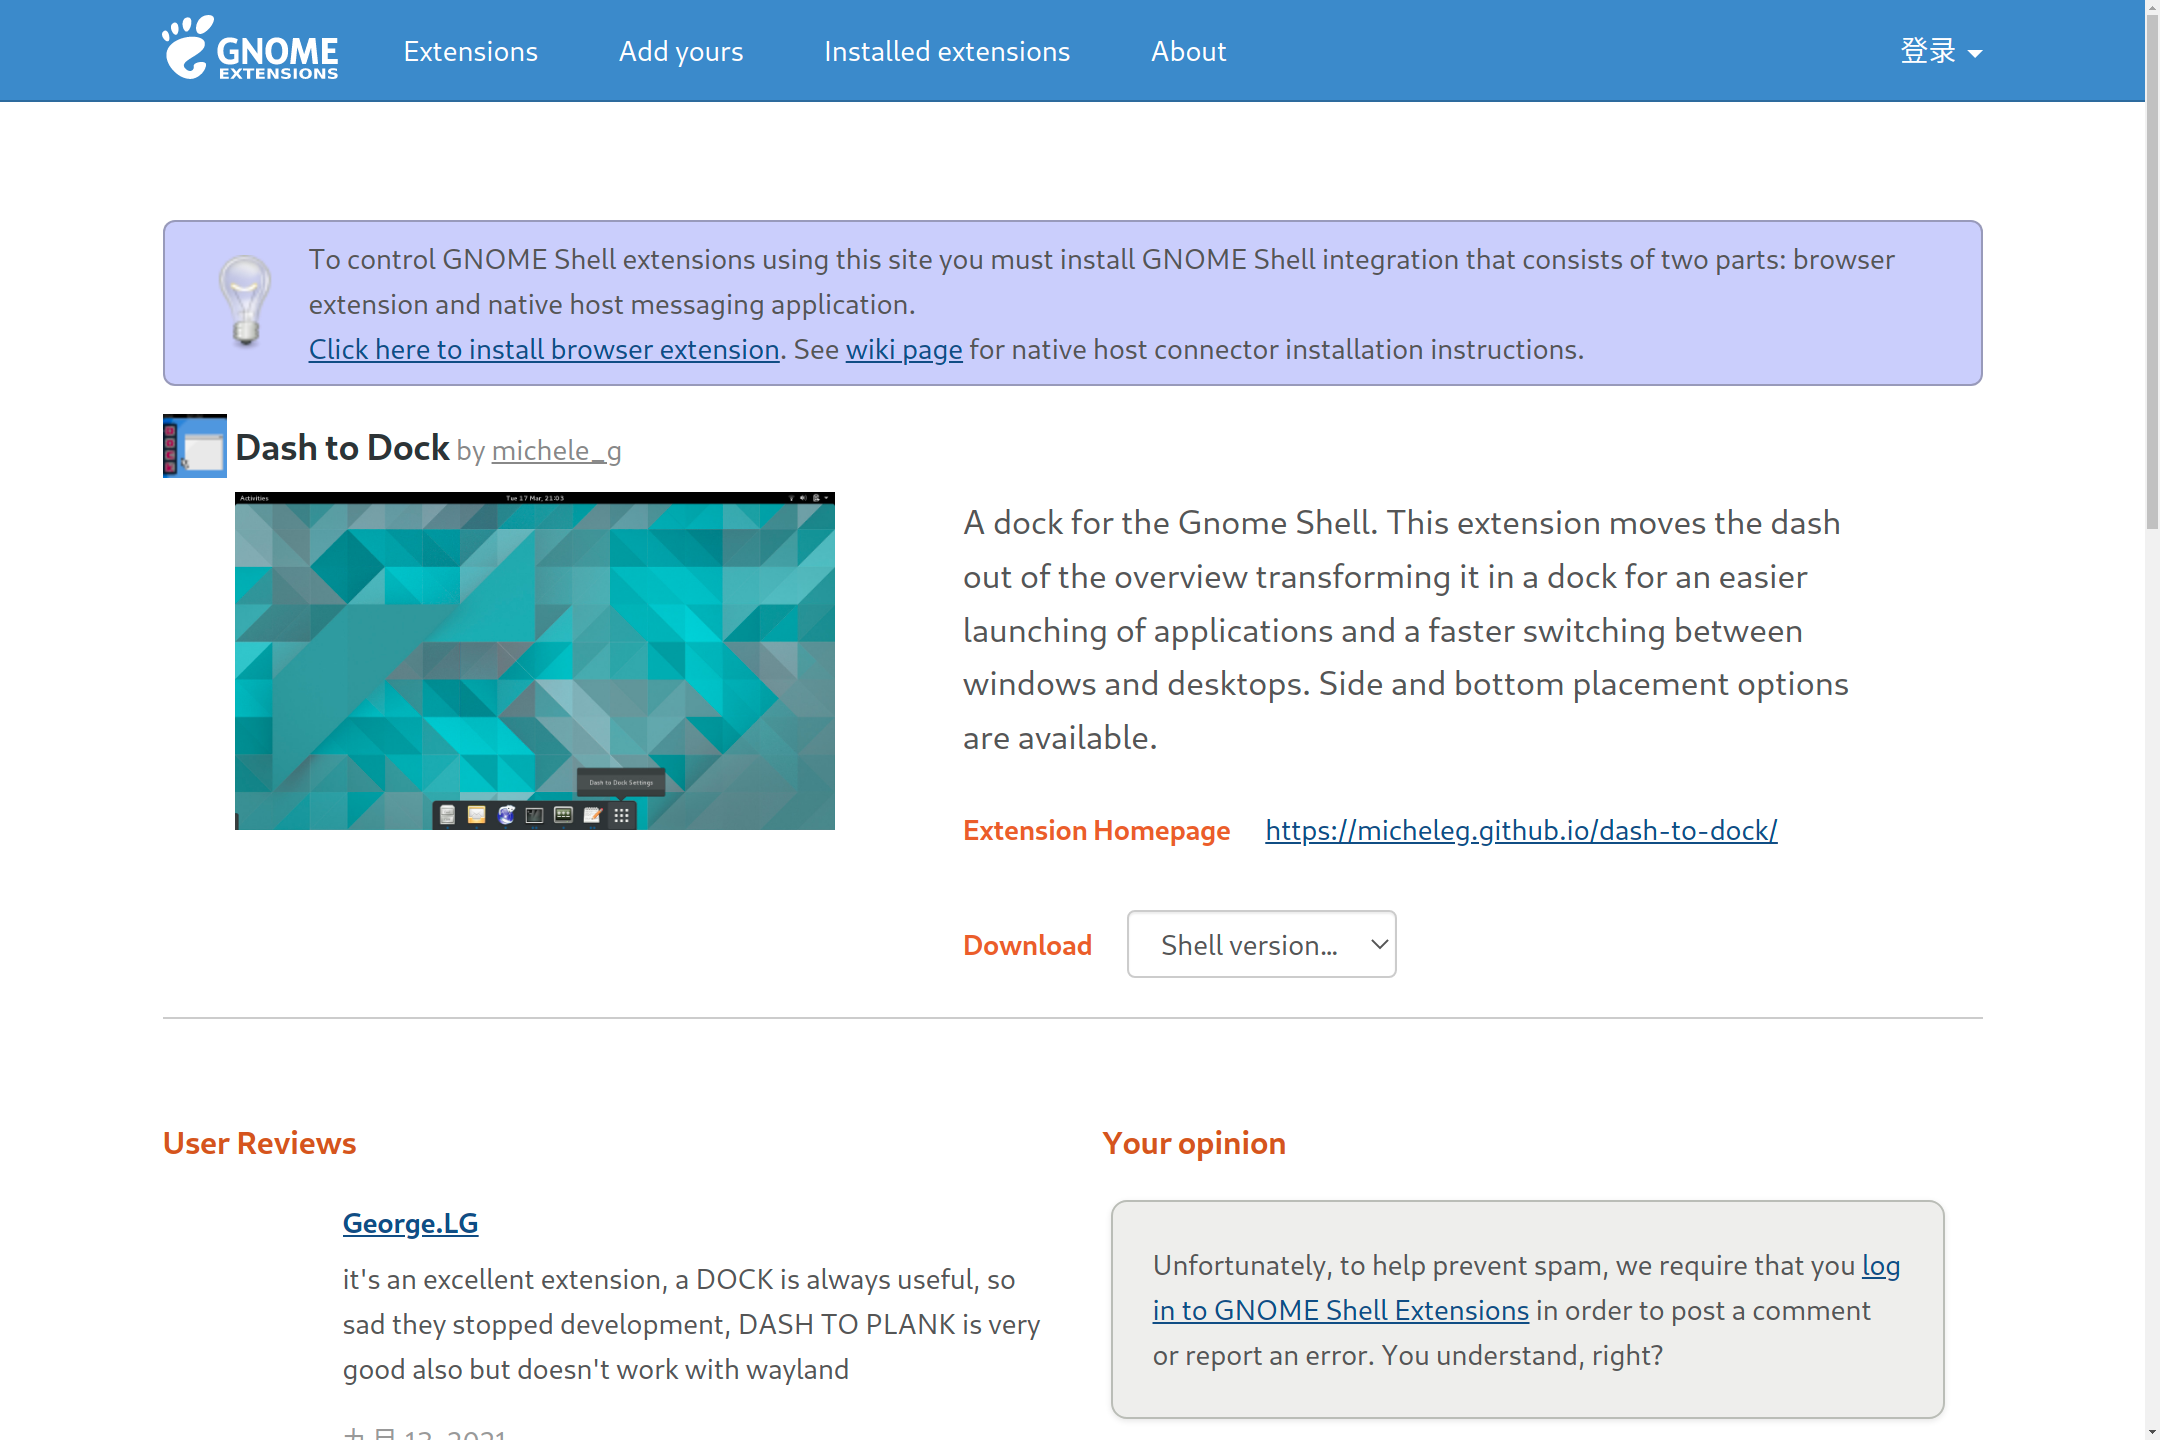 GNOME EXTENSIONS
Extensions
Add yours
Installed extensions
About
登录
To control GNOME Shell extensions using this site you must install GNOME Shell integration that consists of two parts: browser
extension and native host messaging application.
Click here to install browser extension. See wiki page for native host connector installation instructions.
Dash to Dock by michele_g
Activities
Tue 17 Mar, 21:03
Dash to Dock Settings
A dock for the Gnome Shell. This extension moves the dash
out of the overview transforming it in a dock for an easier
launching of applications and a faster switching between
windows and desktops. Side and bottom placement options
are available.
Extension Homepage https://micheleg.github.io/dash-to-dock/
Download Shell version...
User Reviews
George.LG
it's an excellent extension, a DOCK is always useful, so
sad they stopped development, DASH TO PLANK is very
good also but doesn't work with wayland
九月 13, 2021
Your opinion
Unfortunately, to help prevent spam, we require that you log
in to GNOME Shell Extensions in order to post a comment
or report an error. You understand, right?